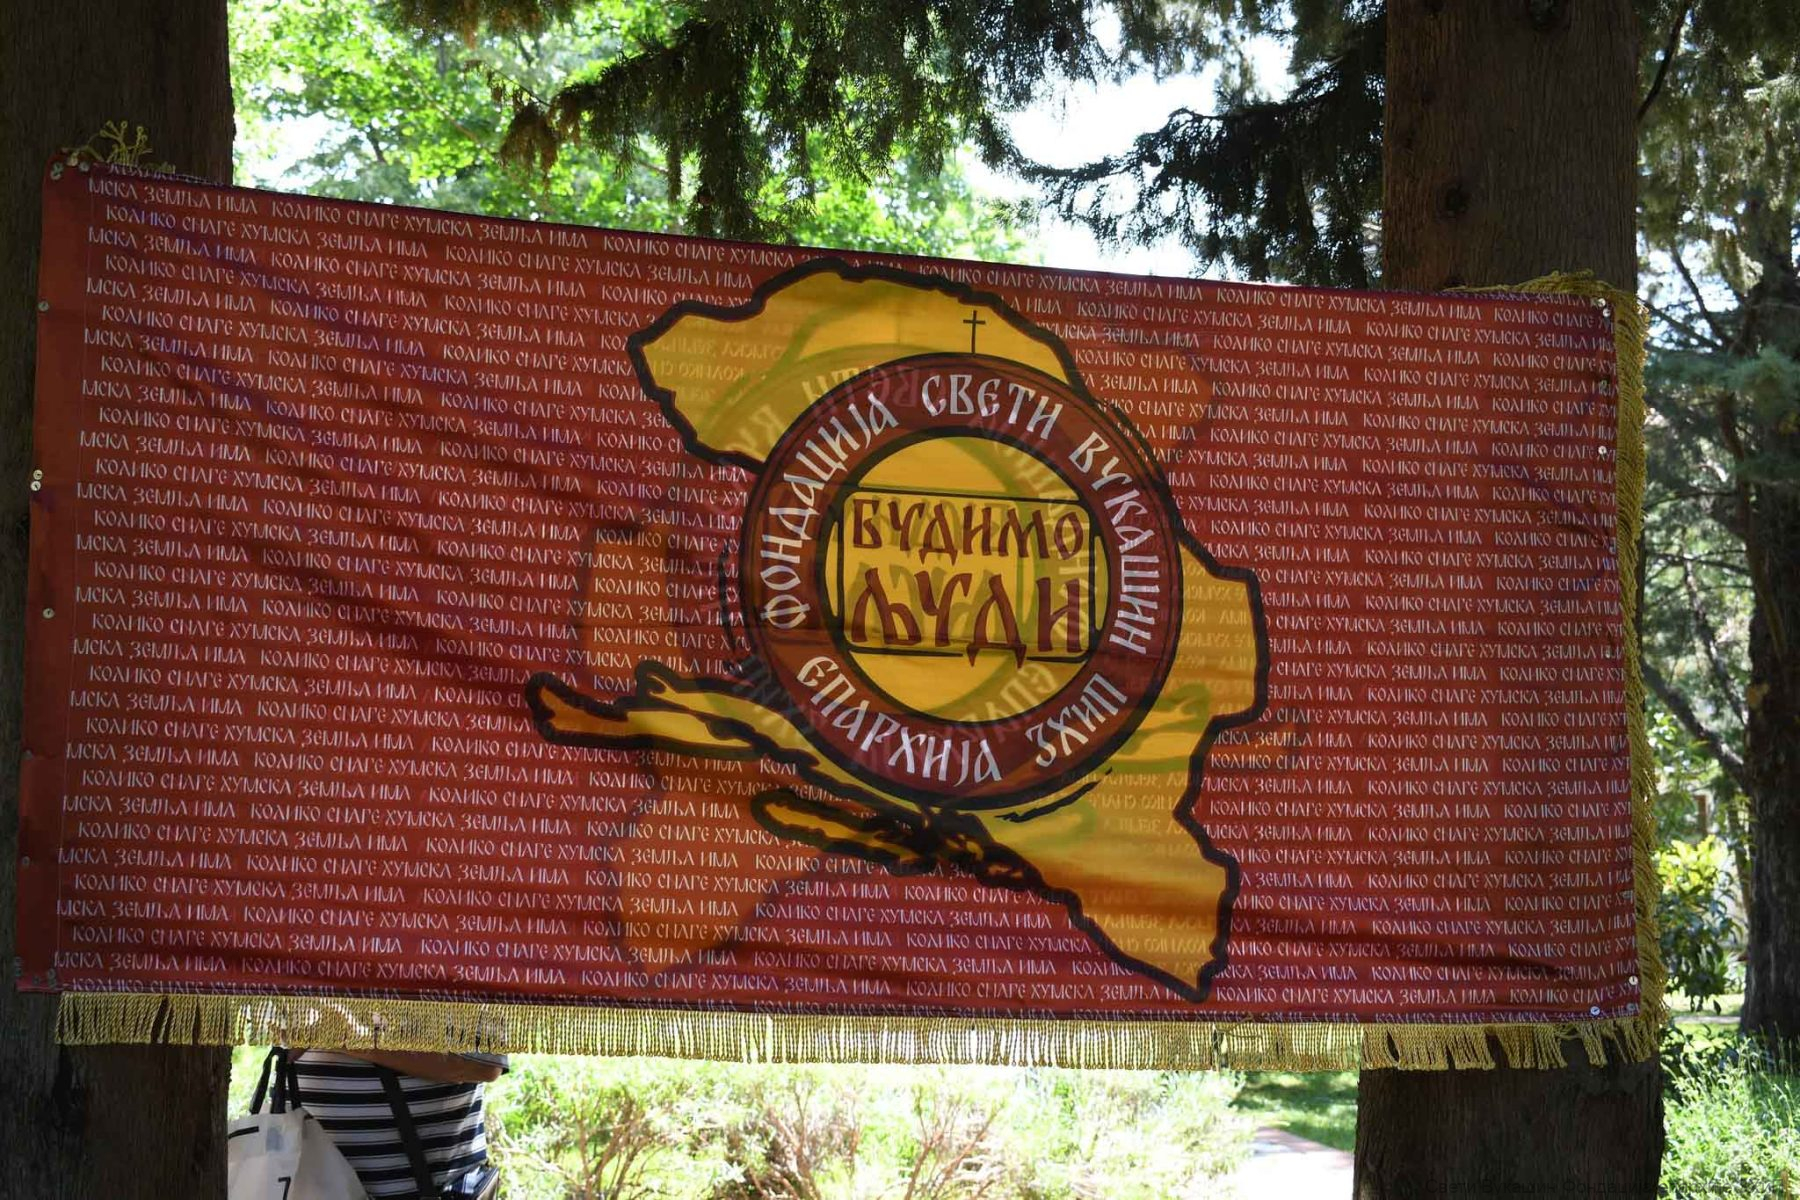 КОЛИКО СНАГЕ ХУМСКА ЗЕМЉА ИМА
ФОНДАЦИЈА СВЕТИ ВУКАШИН
БУДИМО
ЉУДИ
ЕПАРХИЈА ЗХИП